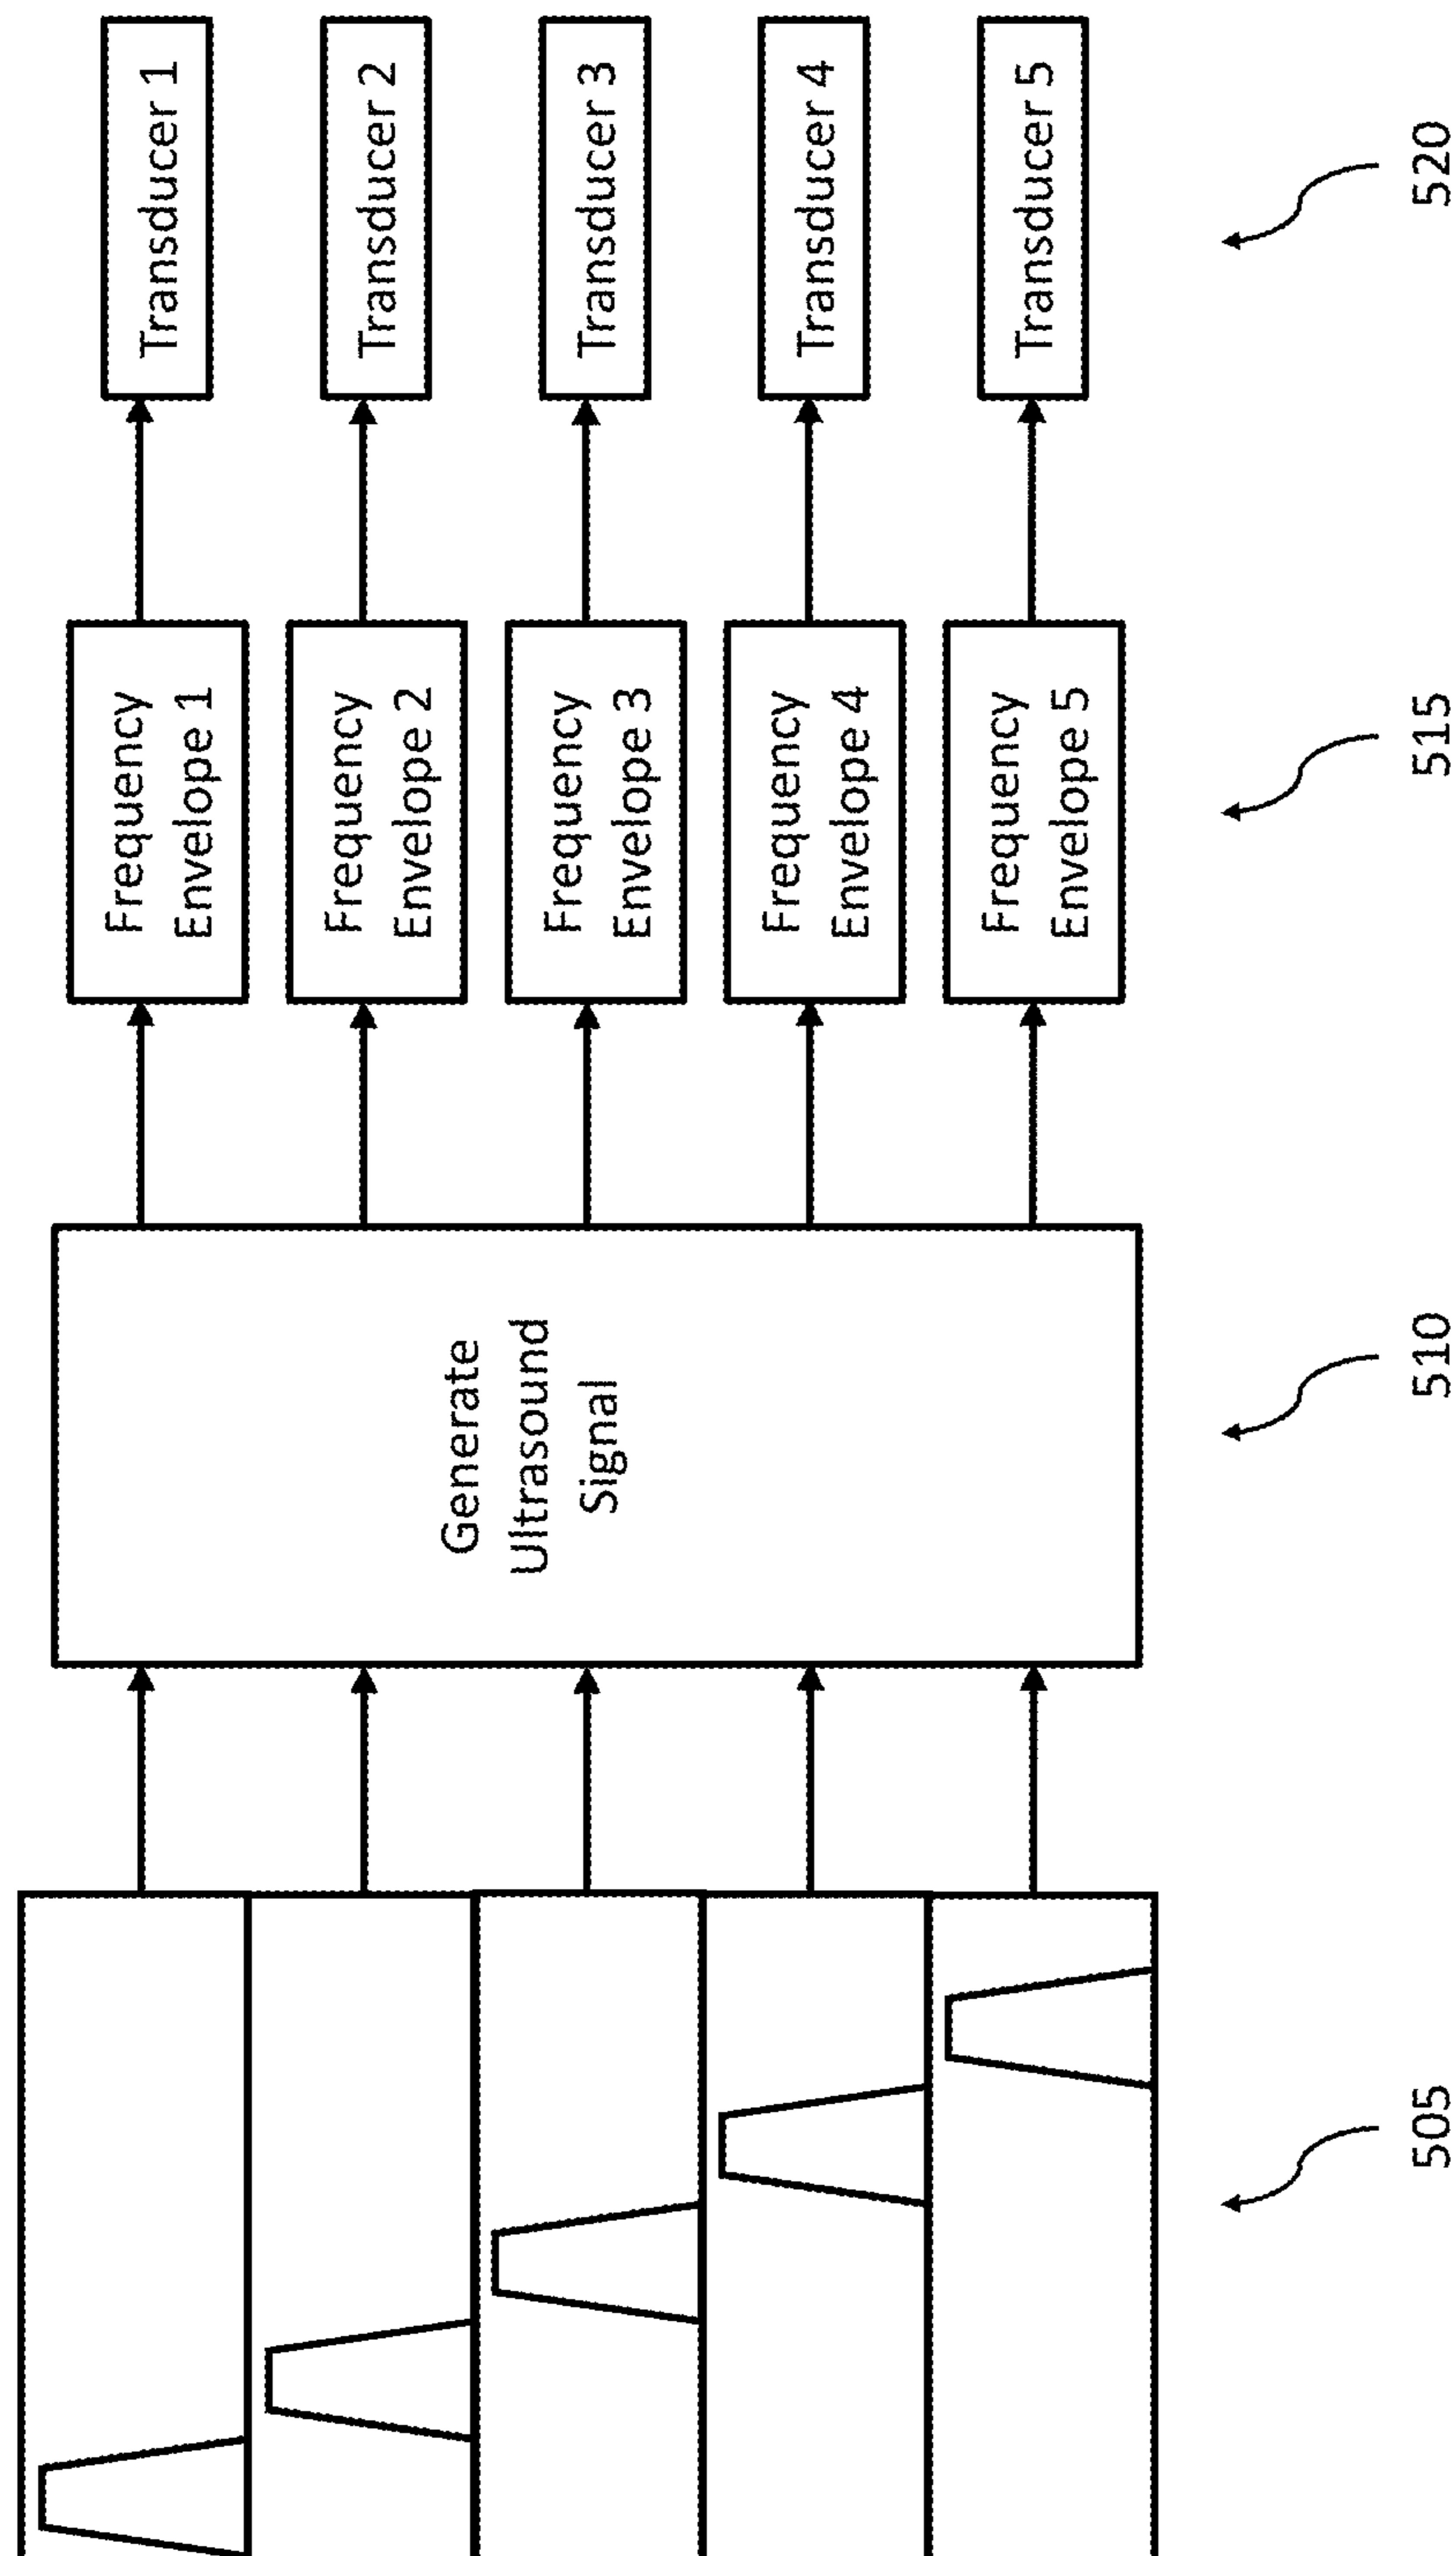 Generate
Ultrasound
Signal
Frequency
Envelope 1
Frequency
Envelope 2
Frequency
Envelope 3
Frequency
Envelope 4
Frequency
Envelope 5
Transducer 1
Transducer 2
Transducer 3
Transducer 4
Transducer 5
505
510
515
520